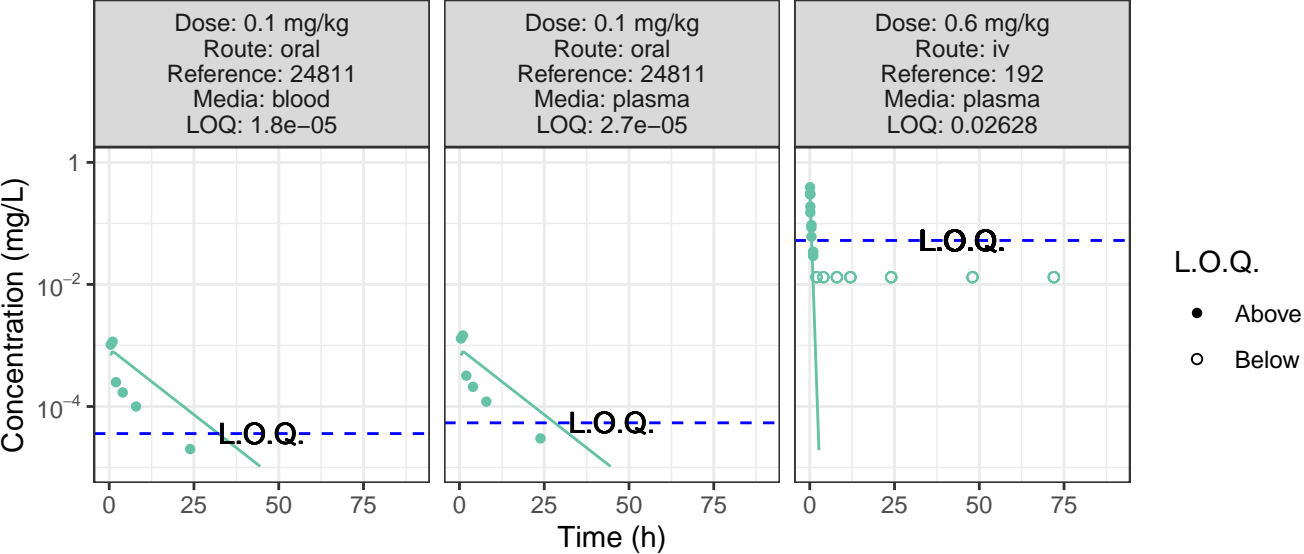 Dose: 0.1 mg/kg
Route: oral
Reference: 24811
Media: blood
LOQ: 1.8e−05
Dose: 0.1 mg/kg
Route: oral
Reference: 24811
Media: plasma
LOQ: 2.7e−05
Dose: 0.6 mg/kg
Route: iv
Reference: 192
Media: plasma
LOQ: 0.02628
Concentration (mg/L)
1
10⁻²
10⁻⁴
L.O.Q.
L.O.Q.
L.O.Q.
0 25 50 75
0 25 50 75
0 25 50 75
Time (h)
L.O.Q.
Above
Below